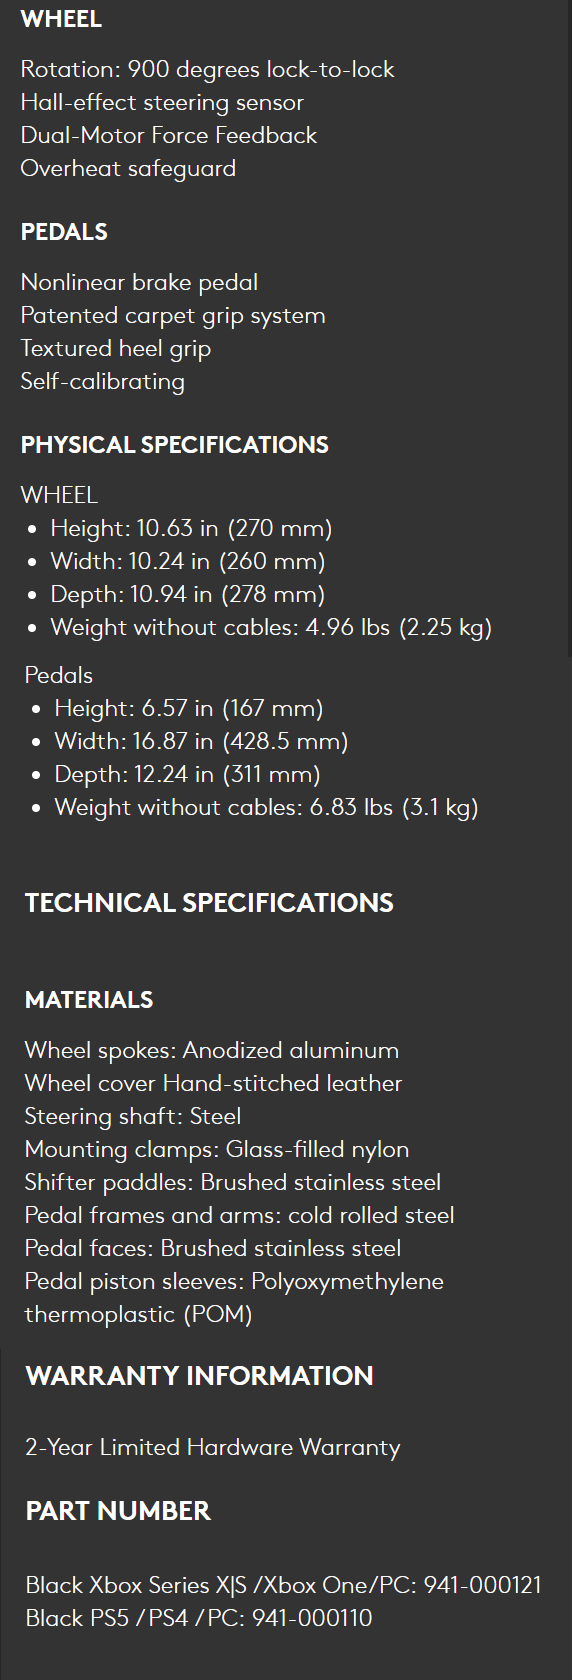 WHEEL
Rotation: 900 degrees lock-to-lock
Hall-effect steering sensor
Dual-Motor Force Feedback
Overheat safeguard
PEDALS
Nonlinear brake pedal
Patented carpet grip system
Textured heel grip
Self-calibrating
PHYSICAL SPECIFICATIONS
WHEEL
• Height: 10.63 in (270 mm)
• Width: 10.24 in (260 mm)
• Depth: 10.94 in (278 mm)
• Weight without cables: 4.96 lbs (2.25 kg)
Pedals
• Height: 6.57 in (167 mm)
• Width: 16.87 in (428.5 mm)
• Depth: 12.24 in (311 mm)
• Weight without cables: 6.83 lbs (3.1 kg)
TECHNICAL SPECIFICATIONS
MATERIALS
Wheel spokes: Anodized aluminum
Wheel cover Hand-stitched leather
Steering shaft: Steel
Mounting clamps: Glass-filled nylon
Shifter paddles: Brushed stainless steel
Pedal frames and arms: cold rolled steel
Pedal faces: Brushed stainless steel
Pedal piston sleeves: Polyoxymethylene
thermoplastic (POM)
WARRANTY INFORMATION
2-Year Limited Hardware Warranty
PART NUMBER
Black Xbox Series X|S /Xbox One/PC: 941-000121
Black PS5 / PS4 / PC: 941-000110